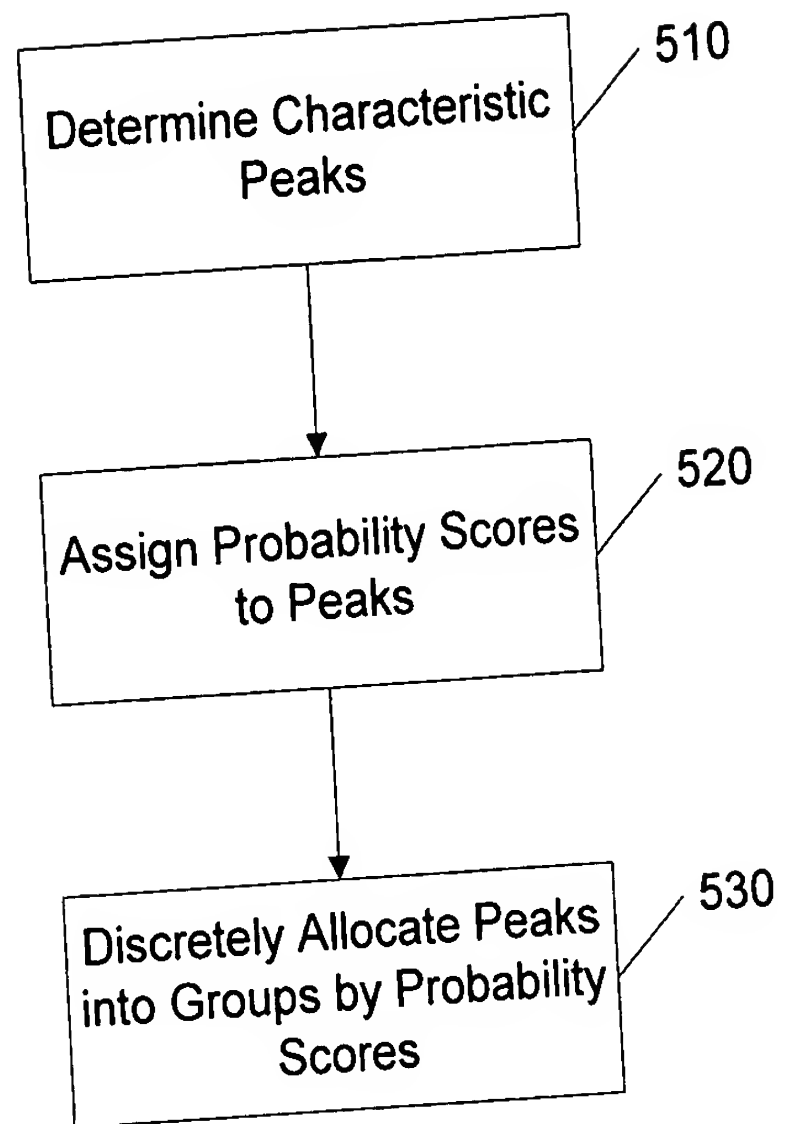 510
Determine Characteristic
Peaks
520
Assign Probability Scores
to Peaks
530
Discretely Allocate Peaks
into Groups by Probability
Scores